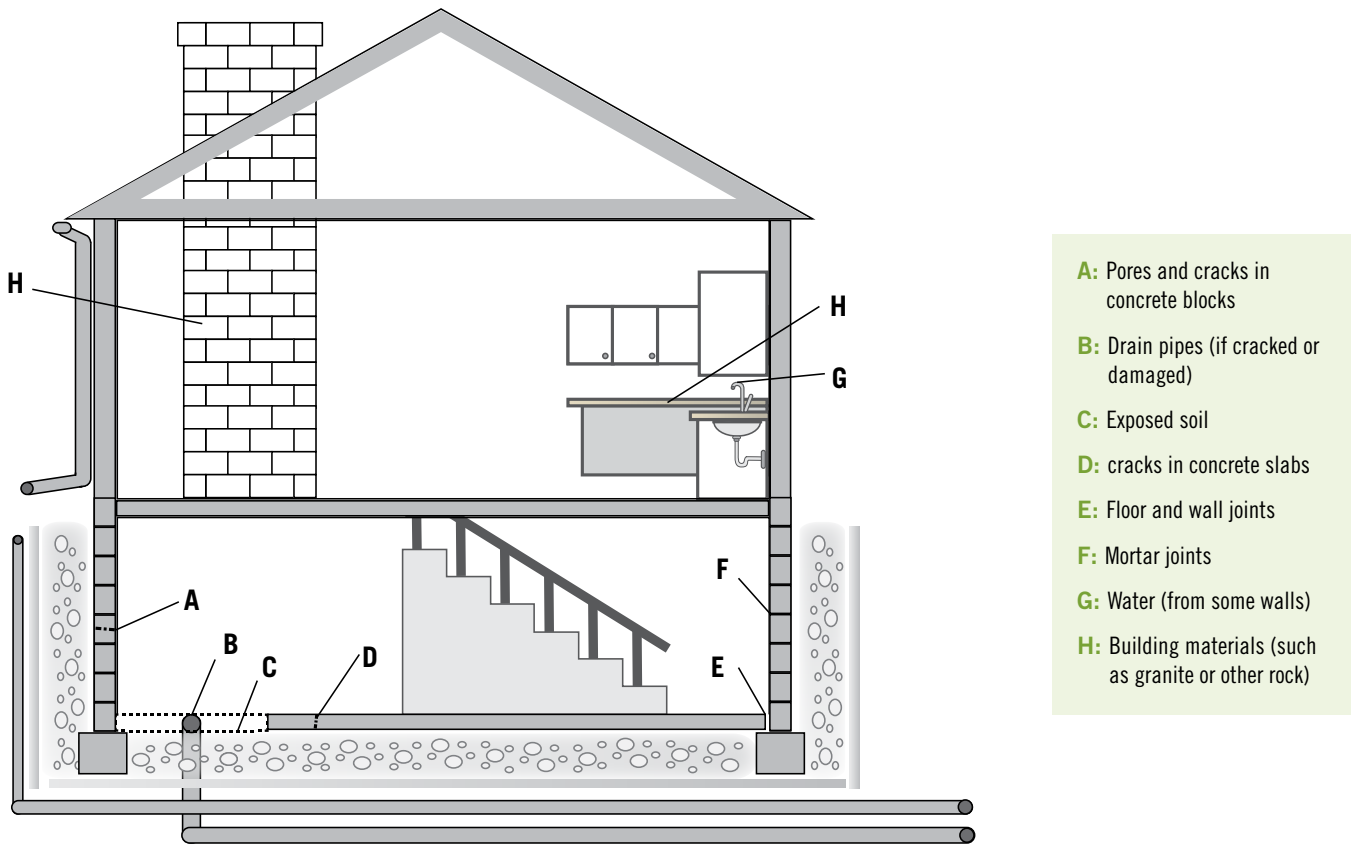 H
H
G
A
B
C
D
E
F
A: Pores and cracks in
concrete blocks
B: Drain pipes (if cracked or
damaged)
C: Exposed soil
D: cracks in concrete slabs
E: Floor and wall joints
F: Mortar joints
G: Water (from some walls)
H: Building materials (such
as granite or other rock)